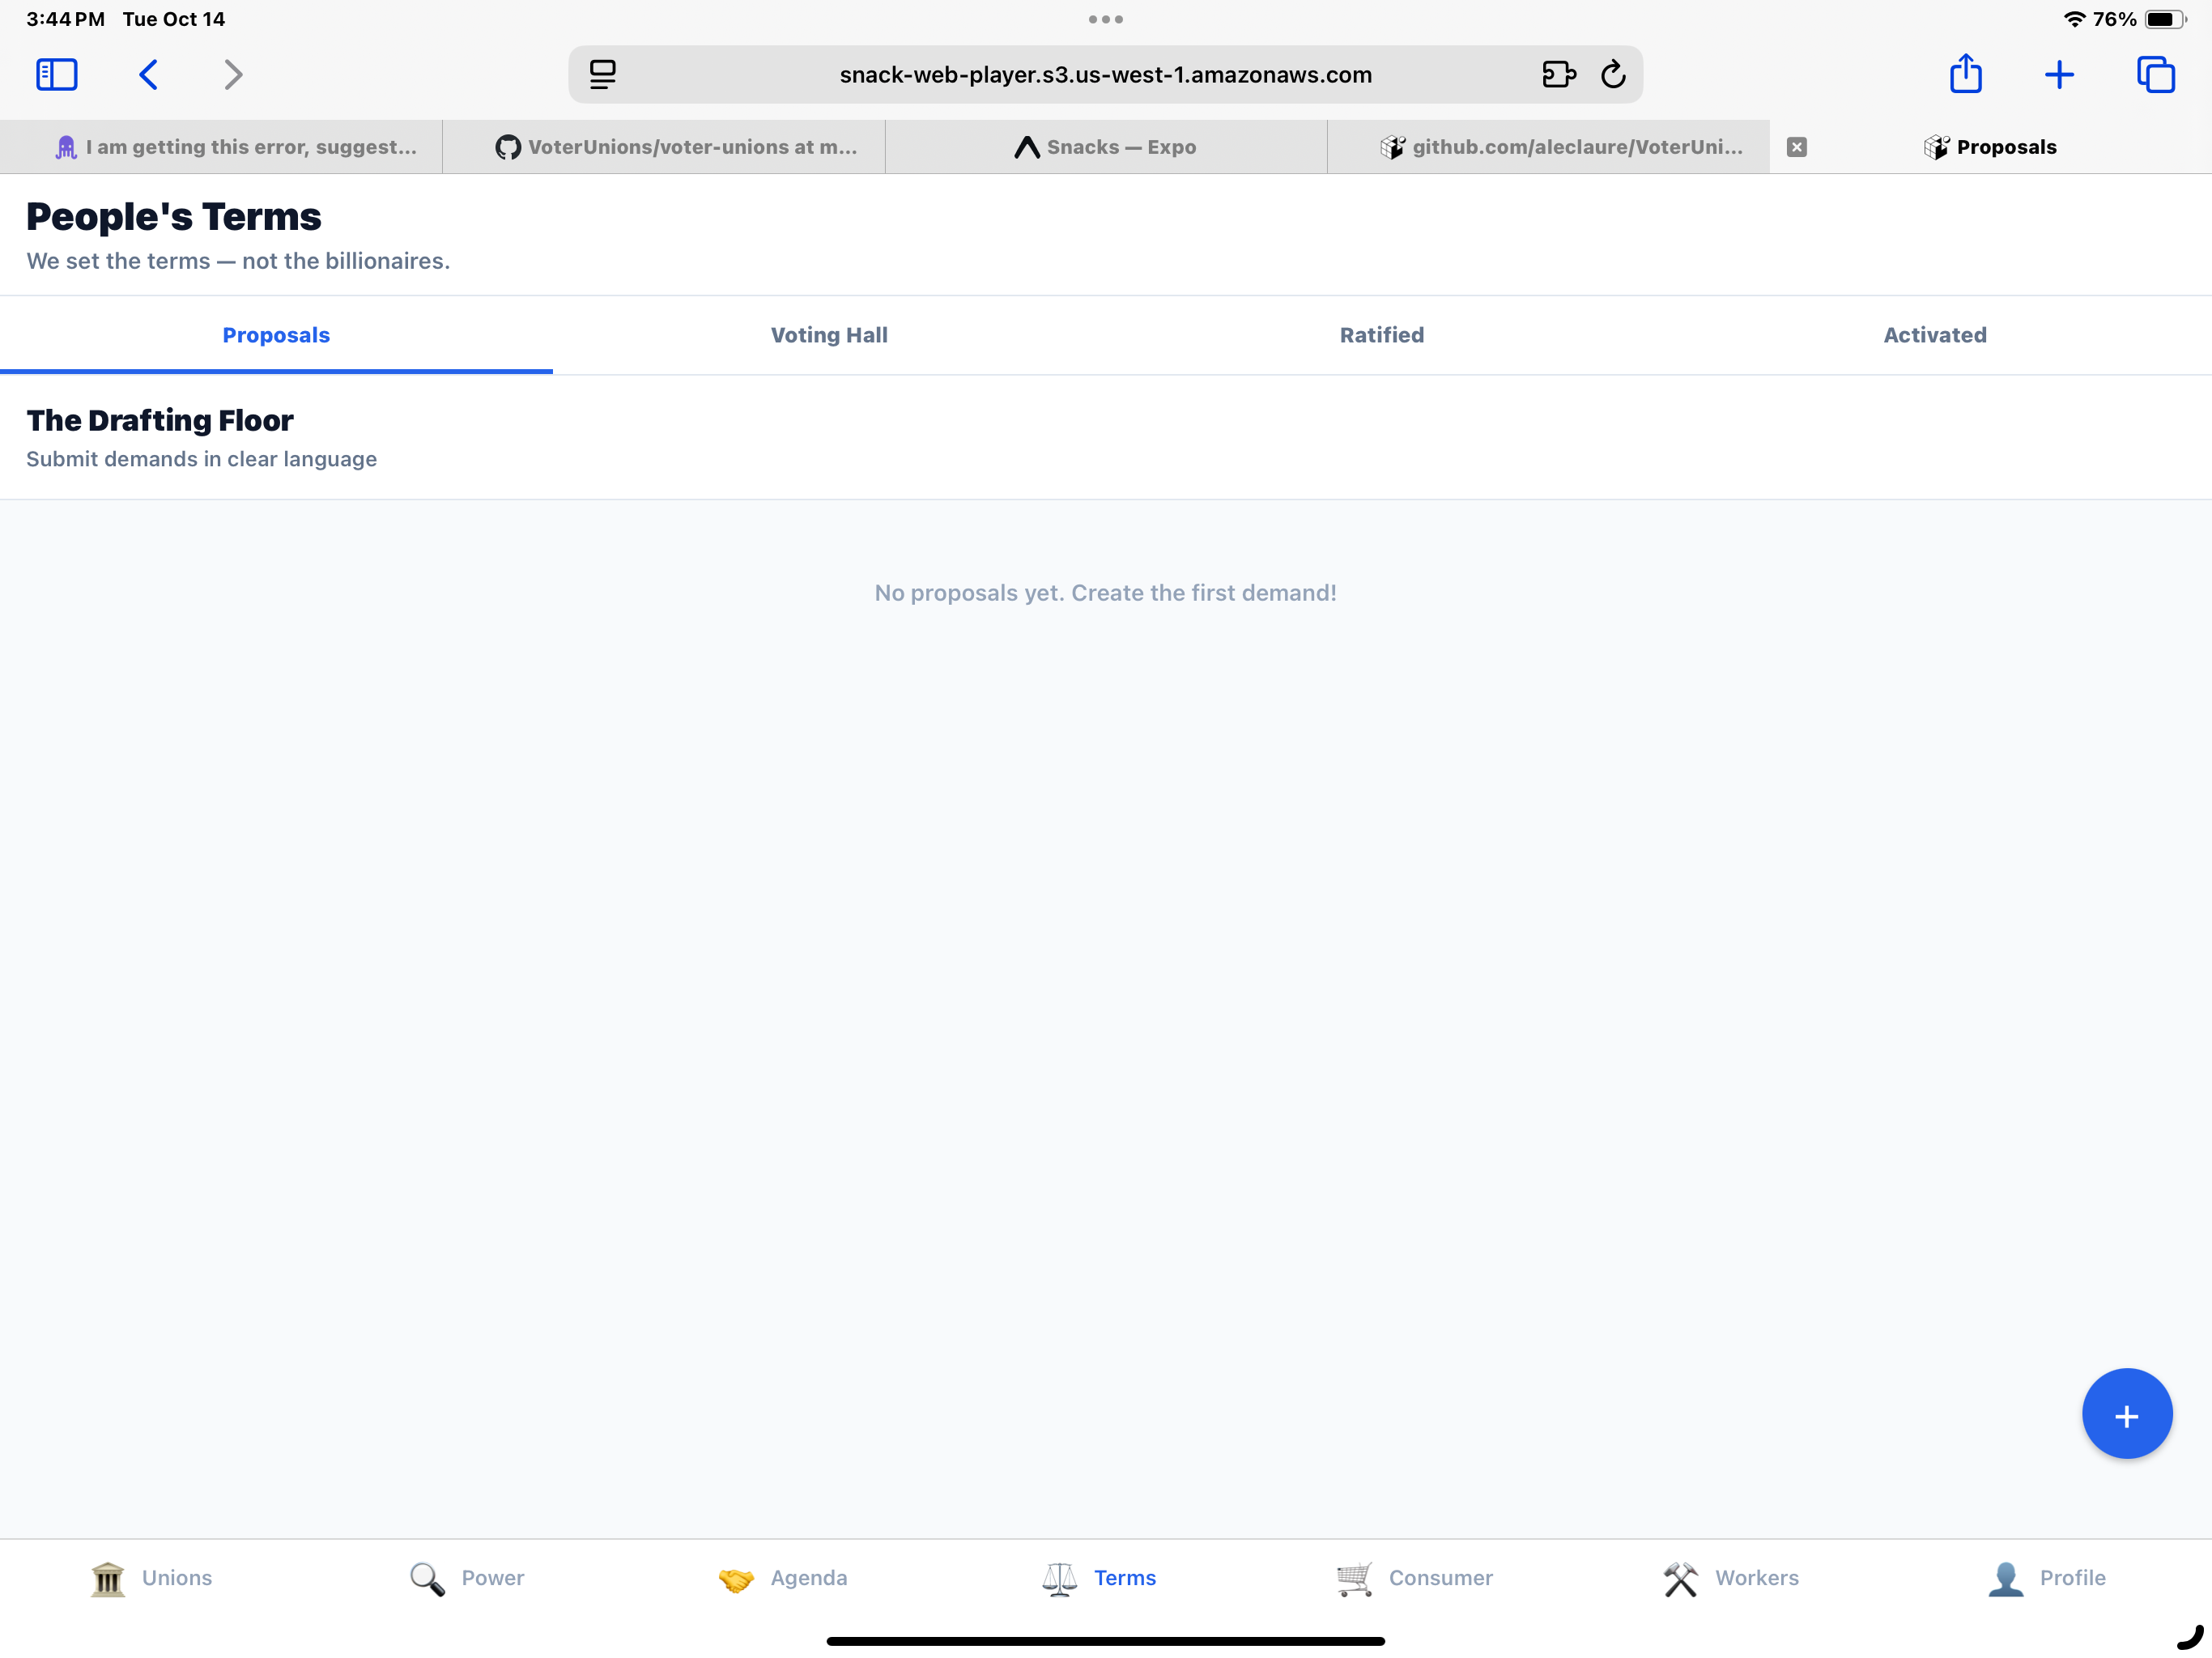 3:44 PM Tue Oct 14
76%
snack-web-player.s3.us-west-1.amazonaws.com
I am getting this error, suggest...
VoterUnions/voter-unions at m...
Snacks — Expo
github.com/aleclaure/VoterUni...
Proposals
People's Terms
We set the terms — not the billionaires.
Proposals
Voting Hall
Ratified
Activated
The Drafting Floor
Submit demands in clear language
No proposals yet. Create the first demand!
+
Unions
Power
Agenda
Terms
Consumer
Workers
Profile